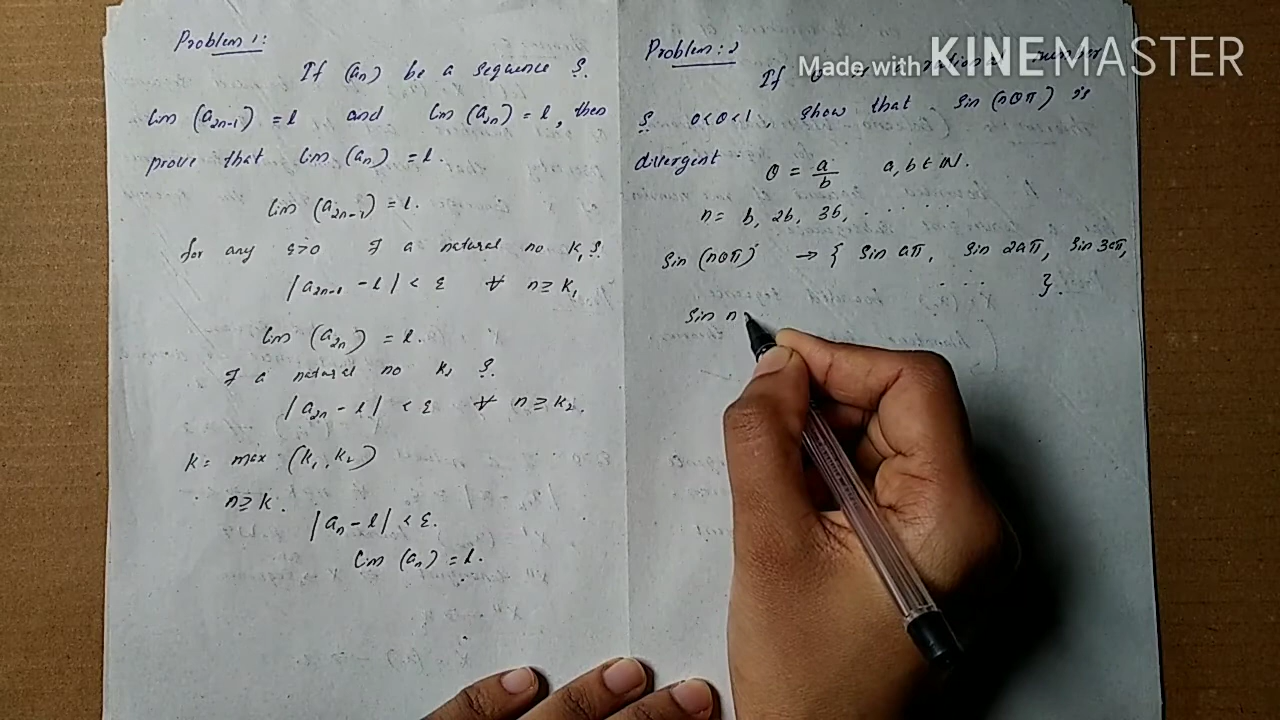 Problem 1:
If (an) be a sequence s.
lim (a2n-1) = l and lim (a2n) = l, then
prove that lim (an) = l.
lim (a2n-1) = l.
for any ε>0 ∃ a natural no k1 s.
|a2n-1 - l| < ε ∀ n ≥ k1
lim (a2n) = l.
∃ a natural no k2 s.
|a2n - l| < ε ∀ n ≥ k2.
k = max (k1, k2)
n ≥ k.
|an - l| < ε.
lim (an) = l.
Problem: 2
Made with KINEMASTER
If
s. 0<θ<1, show that sin (nθπ) is
divergent.
θ = a/b a, b ∈ ℕ.
n = b, 2b, 3b, ......
sin (nθπ) → { sin aπ, sin 2aπ, sin 3aπ,
... }.
sin n